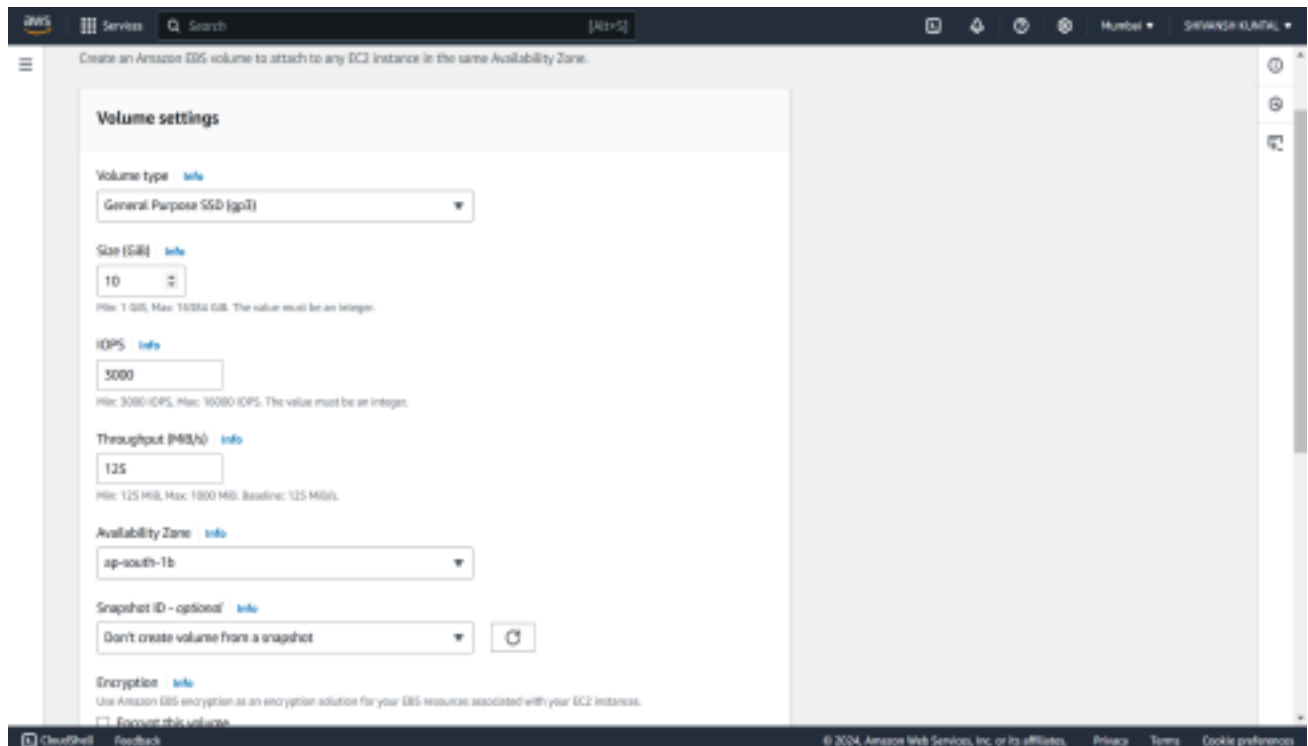 aws Services Search [Alt+S] Mumbai SHIVANSH KUNTAL
Create an Amazon EBS volume to attach to any EC2 instance in the same Availability Zone.
Volume settings
Volume type Info
General Purpose SSD (gp3)
Size (GiB) Info
10
Min: 1 GiB, Max: 16384 GiB. The value must be an integer.
IOPS Info
3000
Min: 3000 IOPS, Max: 16000 IOPS. The value must be an integer.
Throughput (MiB/s) Info
125
Min: 125 MiB, Max: 1000 MiB. Baseline: 125 MiB/s.
Availability Zone Info
ap-south-1b
Snapshot ID - optional Info
Don't create volume from a snapshot
Encryption Info
Use Amazon EBS encryption as an encryption solution for your EBS resources associated with your EC2 instances.
Encrypt this volume
CloudShell Feedback © 2024, Amazon Web Services, Inc. or its affiliates. Privacy Terms Cookie preferences